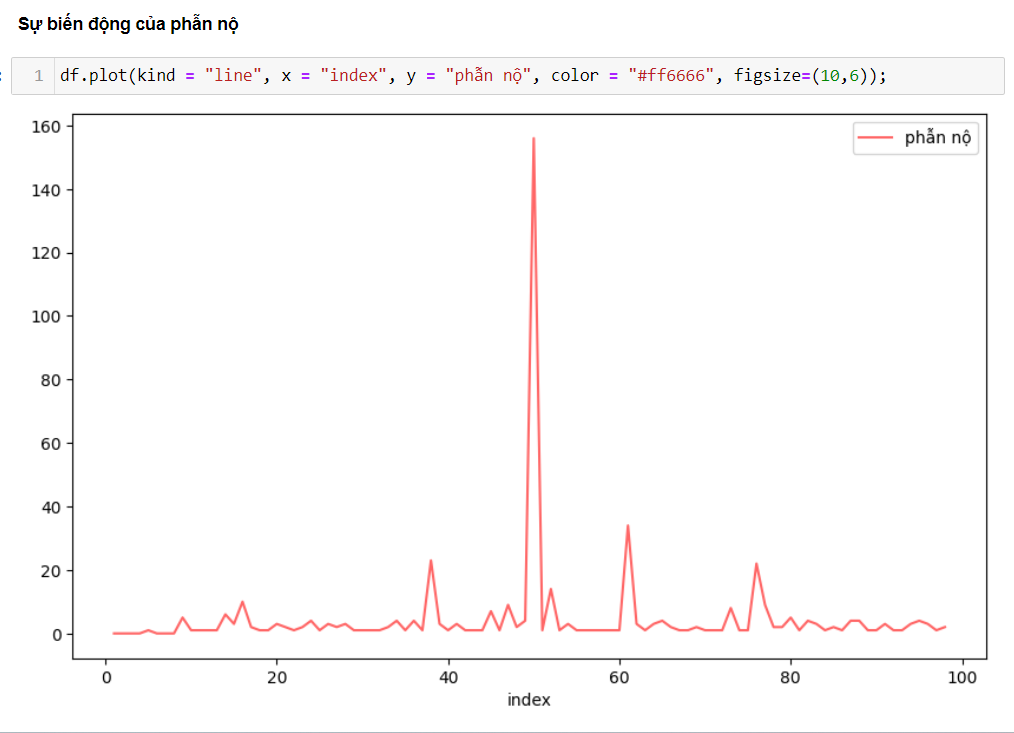 Sự biến động của phẫn nộ
1 df.plot(kind = "line", x = "index", y = "phẫn nộ", color = "#ff6666", figsize=(10,6));
phẫn nộ
160
140
120
100
80
60
40
20
0
0 20 40 60 80 100
index